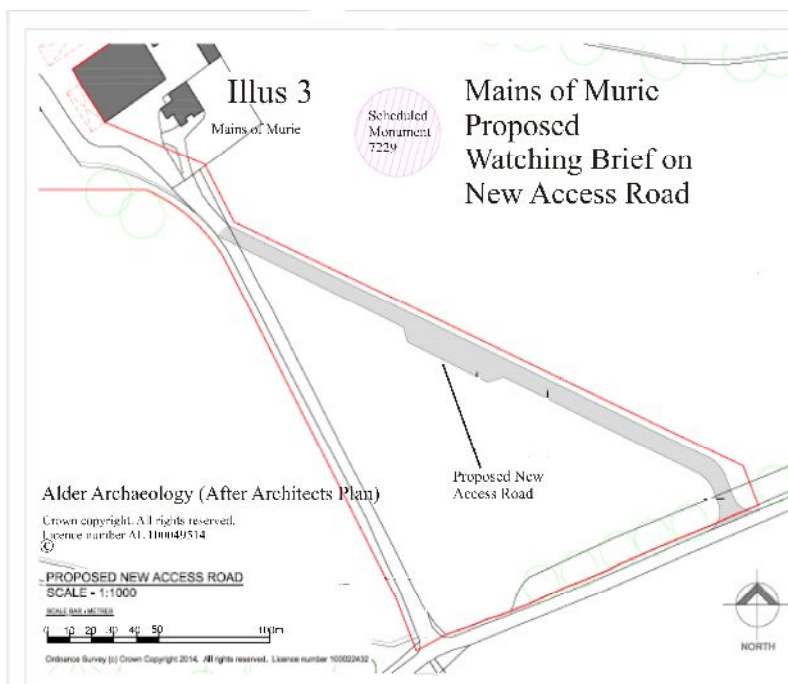 Illus 3
Mains of Murie
Scheduled
Monument
7229
Mains of Murie
Proposed
Watching Brief on
New Access Road
Proposed New
Access Road
Alder Archaeology (After Architects Plan)
Crown copyright. All rights reserved.
Licence number AL 100049514
©
PROPOSED NEW ACCESS ROAD
SCALE - 1:1000
SCALE BAR - METRES
0 10 20 30 40 50 100m
Ordnance Survey (c) Crown Copyright 2014. All rights reserved. Licence number 100022432
NORTH